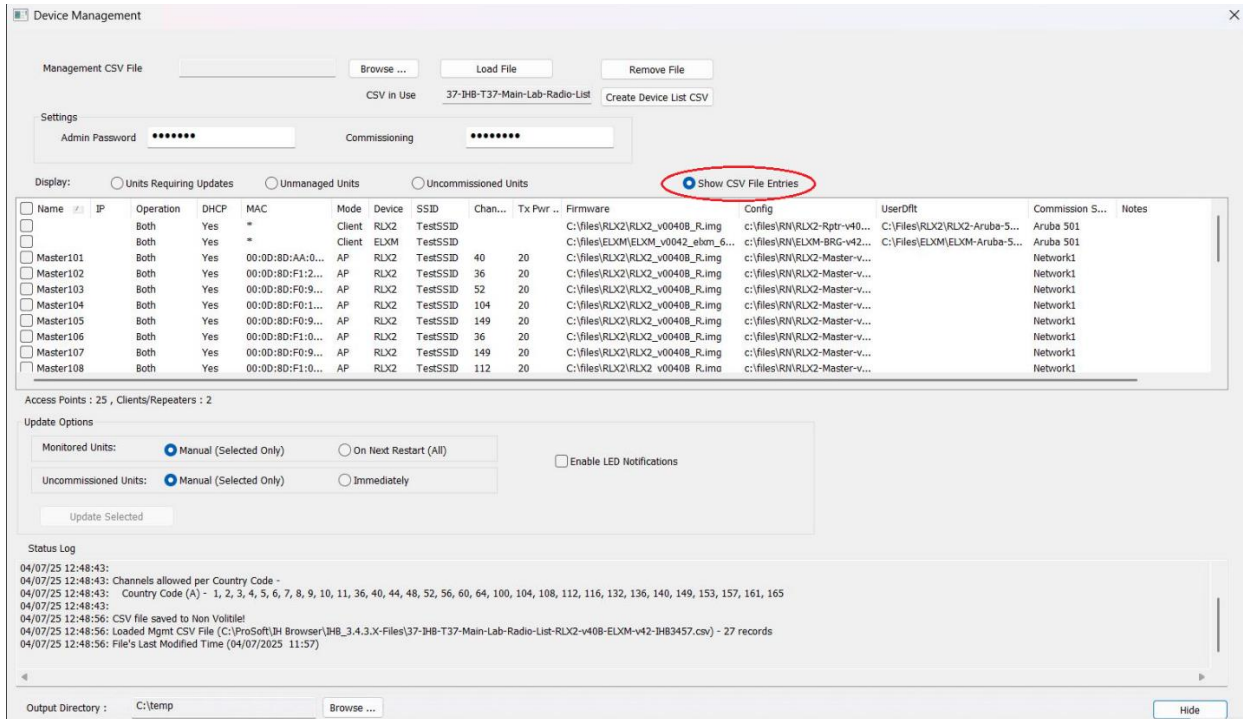 Device Management
Management CSV File Browse ... Load File Remove File
CSV in Use 37-IHB-T37-Main-Lab-Radio-List Create Device List CSV
Settings
Admin Password ●●●●●●● Commissioning ●●●●●●●●
Display: Units Requiring Updates Unmanaged Units Uncommissioned Units Show CSV File Entries
Name IP Operation DHCP MAC Mode Device SSID Chan... Tx Pwr .. Firmware Config UserDflt Commission S... Notes
Both Yes * Client RLX2 TestSSID C:\files\RLX2\RLX2_v0040B_R.img c:\files\RN\RLX2-Rptr-v40... C:\Files\RLX2\RLX2-Aruba-5... Aruba 501
Both Yes * Client ELXM TestSSID C:\files\ELXM\ELXM_v0042_elxm_6... c:\files\RN\ELXM-BRG-v42... C:\Files\ELXM\ELXM-Aruba-5... Aruba 501
Master101 Both Yes 00:0D:8D:AA:0... AP RLX2 TestSSID 40 20 C:\files\RLX2\RLX2_v0040B_R.img c:\files\RN\RLX2-Master-v... Network1
Master102 Both Yes 00:0D:8D:F1:2... AP RLX2 TestSSID 36 20 C:\files\RLX2\RLX2_v0040B_R.img c:\files\RN\RLX2-Master-v... Network1
Master103 Both Yes 00:0D:8D:F0:9... AP RLX2 TestSSID 52 20 C:\files\RLX2\RLX2_v0040B_R.img c:\files\RN\RLX2-Master-v... Network1
Master104 Both Yes 00:0D:8D:F0:1... AP RLX2 TestSSID 104 20 C:\files\RLX2\RLX2_v0040B_R.img c:\files\RN\RLX2-Master-v... Network1
Master105 Both Yes 00:0D:8D:F0:9... AP RLX2 TestSSID 149 20 C:\files\RLX2\RLX2_v0040B_R.img c:\files\RN\RLX2-Master-v... Network1
Master106 Both Yes 00:0D:8D:F1:0... AP RLX2 TestSSID 36 20 C:\files\RLX2\RLX2_v0040B_R.img c:\files\RN\RLX2-Master-v... Network1
Master107 Both Yes 00:0D:8D:F0:9... AP RLX2 TestSSID 149 20 C:\files\RLX2\RLX2_v0040B_R.img c:\files\RN\RLX2-Master-v... Network1
Master108 Both Yes 00:0D:8D:F1:0... AP RLX2 TestSSID 112 20 C:\files\RLX2\RLX2_v0040B_R.img c:\files\RN\RLX2-Master-v... Network1
Access Points : 25 , Clients/Repeaters : 2
Update Options
Monitored Units: Manual (Selected Only) On Next Restart (All)
Enable LED Notifications
Uncommissioned Units: Manual (Selected Only) Immediately
Update Selected
Status Log
04/07/25 12:48:43:
04/07/25 12:48:43: Channels allowed per Country Code -
04/07/25 12:48:43: Country Code (A) - 1, 2, 3, 4, 5, 6, 7, 8, 9, 10, 11, 36, 40, 44, 48, 52, 56, 60, 64, 100, 104, 108, 112, 116, 132, 136, 140, 149, 153, 157, 161, 165
04/07/25 12:48:43:
04/07/25 12:48:56: CSV file saved to Non Volitile!
04/07/25 12:48:56: Loaded Mgmt CSV File (C:\ProSoft\IH Browser\IHB_3.4.3.X-Files\37-IHB-T37-Main-Lab-Radio-List-RLX2-v40B-ELXM-v42-IHB3457.csv) - 27 records
04/07/25 12:48:56: File's Last Modified Time (04/07/2025 11:57)
Output Directory : C:\temp Browse ... Hide